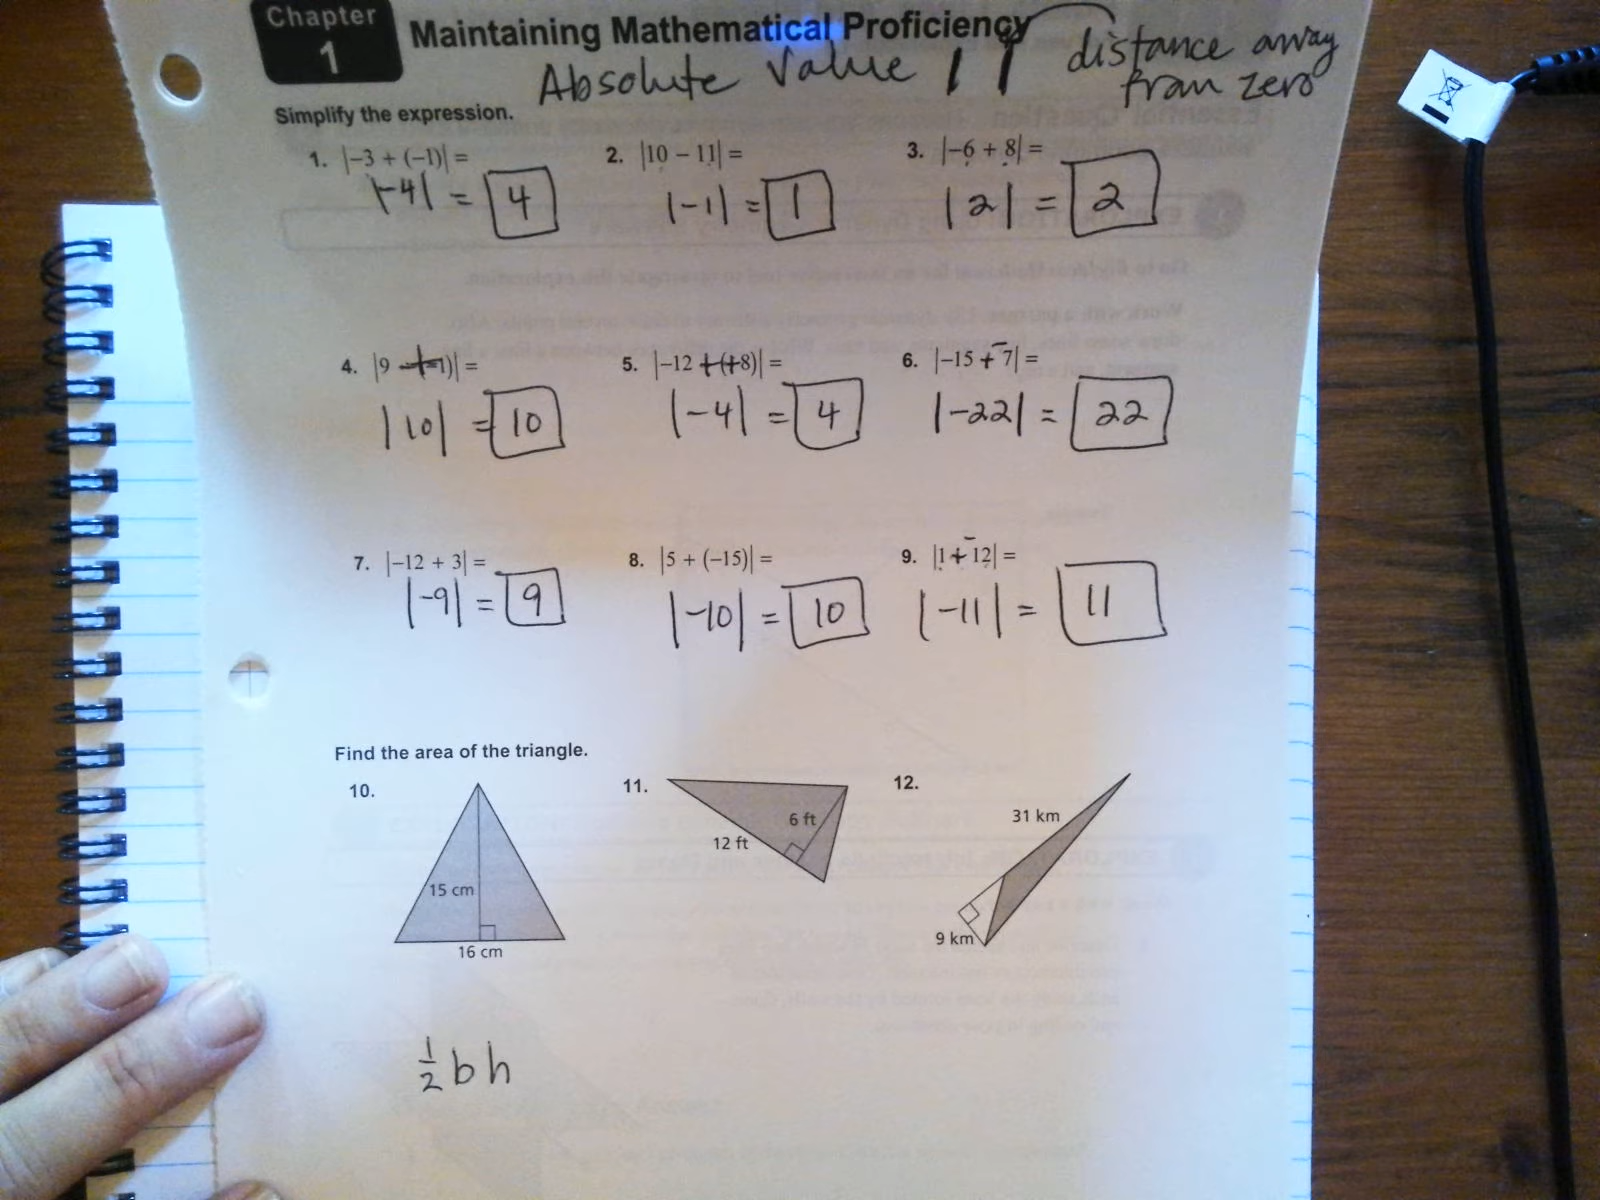 Chapter
1
Maintaining Mathematical Proficiency
Absolute Value | | distance away
from zero
Simplify the expression.
1. |−3 + (−1)| =
|-4| = 4
2. |10 − 11| =
|-1| = 1
3. |−6 + 8| =
|2| = 2
4. |9
1)| =
|10| = 10
5. |−12 + (+8)| =
|-4| = 4
6. |−15 + -7| =
|-22| = 22
7. |−12 + 3| =
|-9| = 9
8. |5 + (−15)| =
|-10| = 10
9. |1 + -12| =
|-11| = 11
Find the area of the triangle.
10.
15 cm
16 cm
11.
6 ft
12 ft
12.
31 km
9 km
1/2 b h